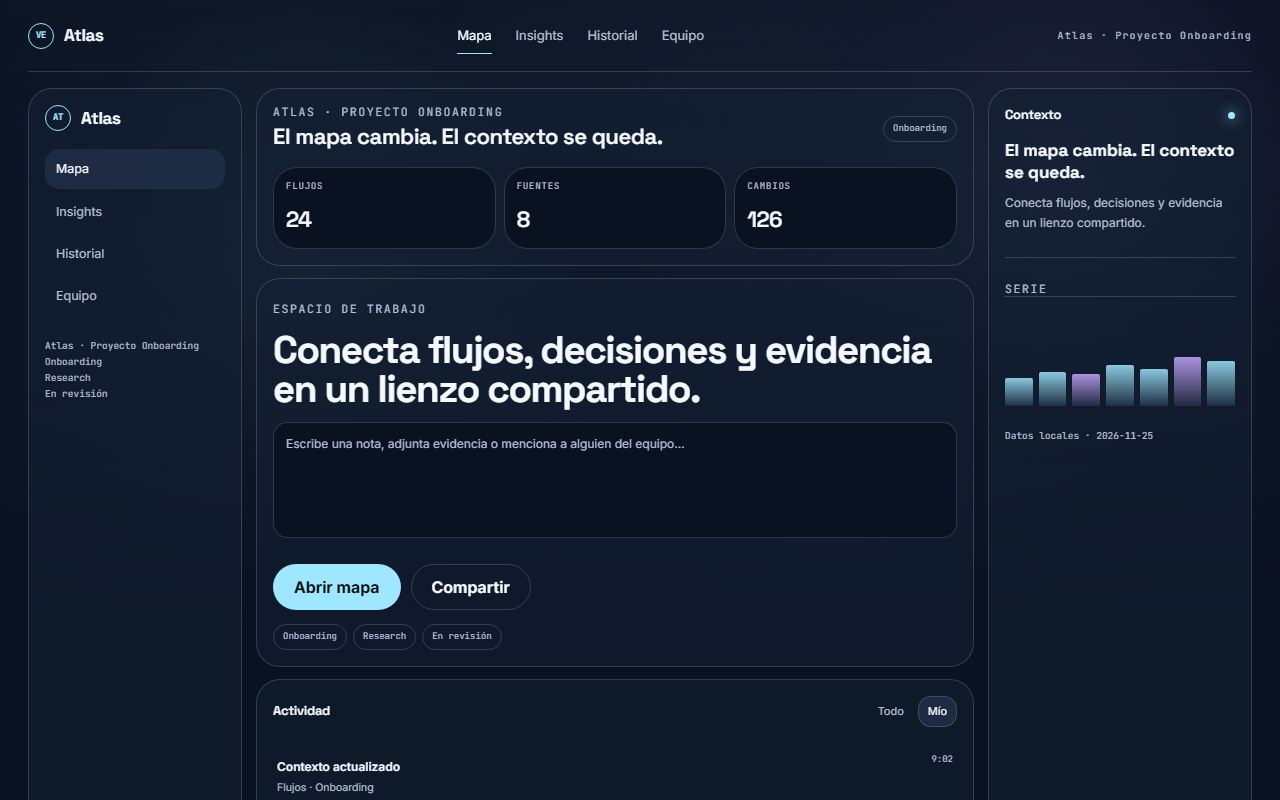 VE Atlas
Mapa Insights Historial Equipo
Atlas · Proyecto Onboarding
AT Atlas
Mapa
Insights
Historial
Equipo
Atlas · Proyecto Onboarding
Onboarding
Research
En revisión
ATLAS · PROYECTO ONBOARDING
El mapa cambia. El contexto se queda.
Onboarding
FLUJOS
24
FUENTES
8
CAMBIOS
126
ESPACIO DE TRABAJO
Conecta flujos, decisiones y evidencia
en un lienzo compartido.
Escribe una nota, adjunta evidencia o menciona a alguien del equipo...
Abrir mapa
Compartir
Onboarding
Research
En revisión
Actividad
Todo
Mío
Contexto actualizado
9:02
Flujos · Onboarding
Contexto
El mapa cambia. El contexto
se queda.
Conecta flujos, decisiones y evidencia
en un lienzo compartido.
SERIE
Datos locales · 2026-11-25